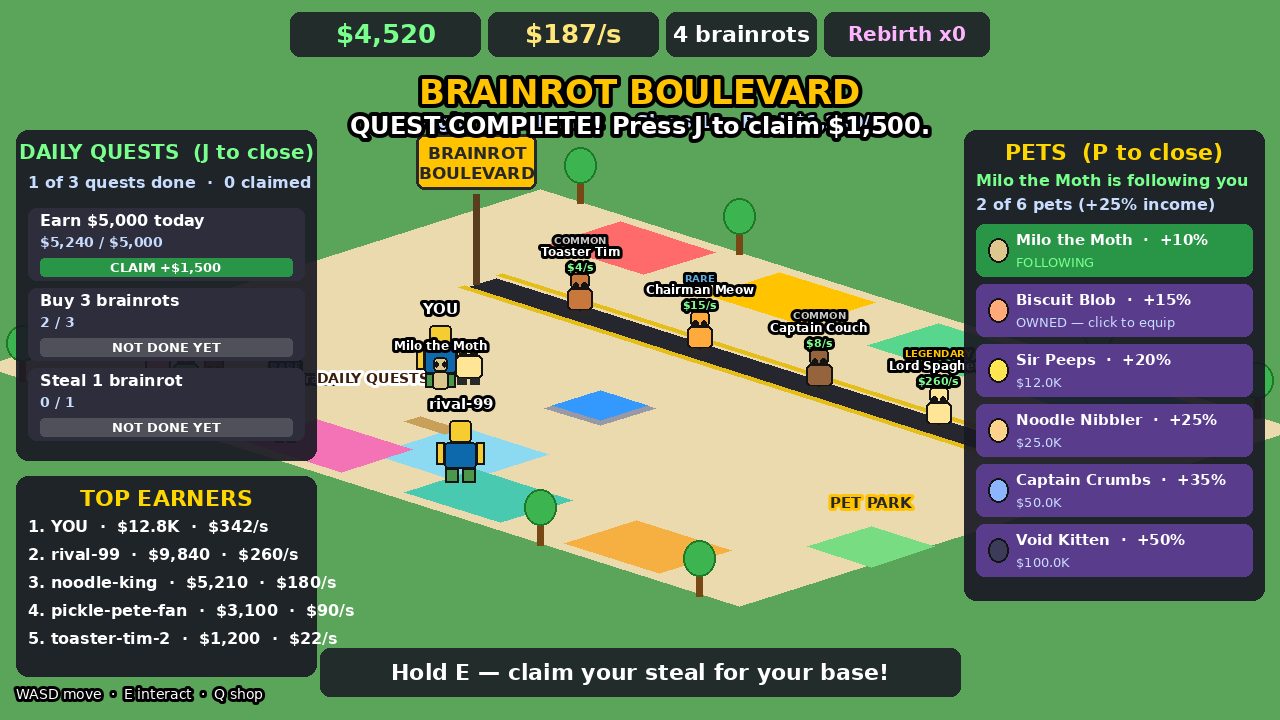 $4,520
$187/s
4 brainrots
Rebirth x0
BRAINROT BOULEVARD
QUEST COMPLETE! Press J to claim $1,500.
DAILY QUESTS (J to close)
1 of 3 quests done · 0 claimed
Earn $5,000 today
$5,240 / $5,000
CLAIM +$1,500
Buy 3 brainrots
2 / 3
NOT DONE YET
Steal 1 brainrot
0 / 1
NOT DONE YET
TOP EARNERS
1. YOU · $12.8K · $342/s
2. rival-99 · $9,840 · $260/s
3. noodle-king · $5,210 · $180/s
4. pickle-pete-fan · $3,100 · $90/s
5. toaster-tim-2 · $1,200 · $22/s
WASD move · E interact · Q shop
BRAINROT
BOULEVARD
COMMON
Toaster Tim
$4/s
RARE
Chairman Meow
$15/s
COMMON
Captain Couch
$8/s
LEGENDARY
Lord Spaghe
$260/s
YOU
Milo the Moth
DAILY QUESTS
rival-99
PET PARK
Hold E — claim your steal for your base!
PETS (P to close)
Milo the Moth is following you
2 of 6 pets (+25% income)
Milo the Moth · +10%
FOLLOWING
Biscuit Blob · +15%
OWNED — click to equip
Sir Peeps · +20%
$12.0K
Noodle Nibbler · +25%
$25.0K
Captain Crumbs · +35%
$50.0K
Void Kitten · +50%
$100.0K